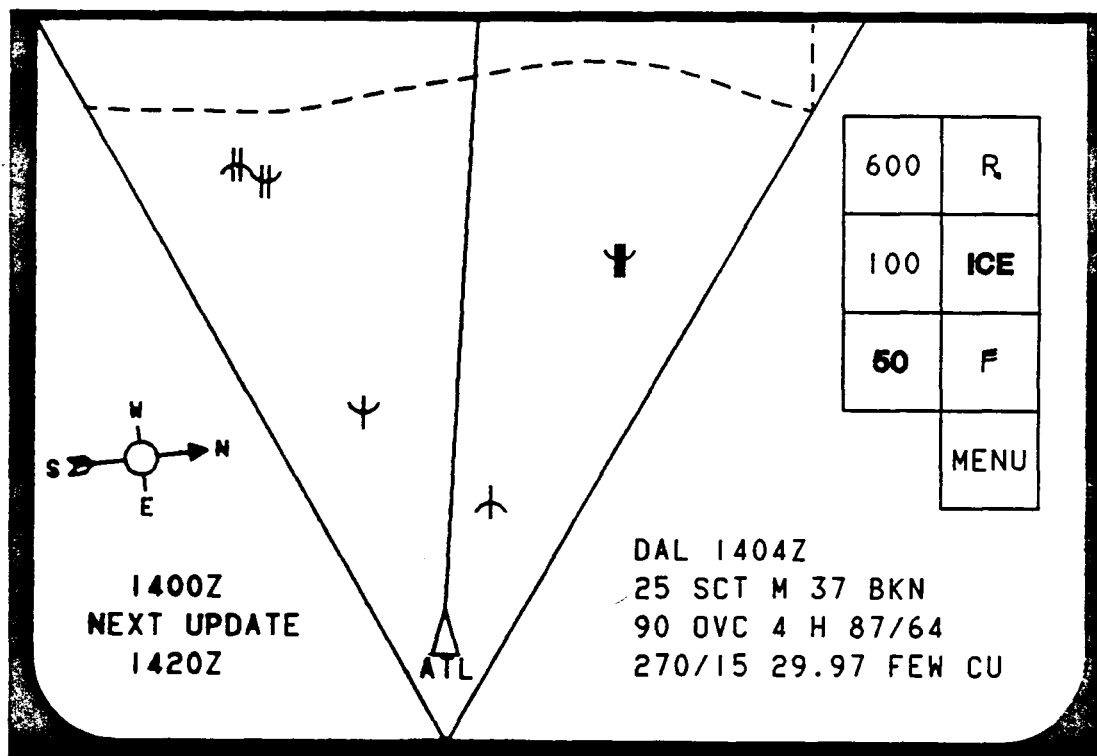 600 R
100 ICE
50 F
MENU
W
S N
E
1400Z
NEXT UPDATE
1420Z
ATL
DAL 1404Z
25 SCT M 37 BKN
90 OVC 4 H 87/64
270/15 29.97 FEW CU